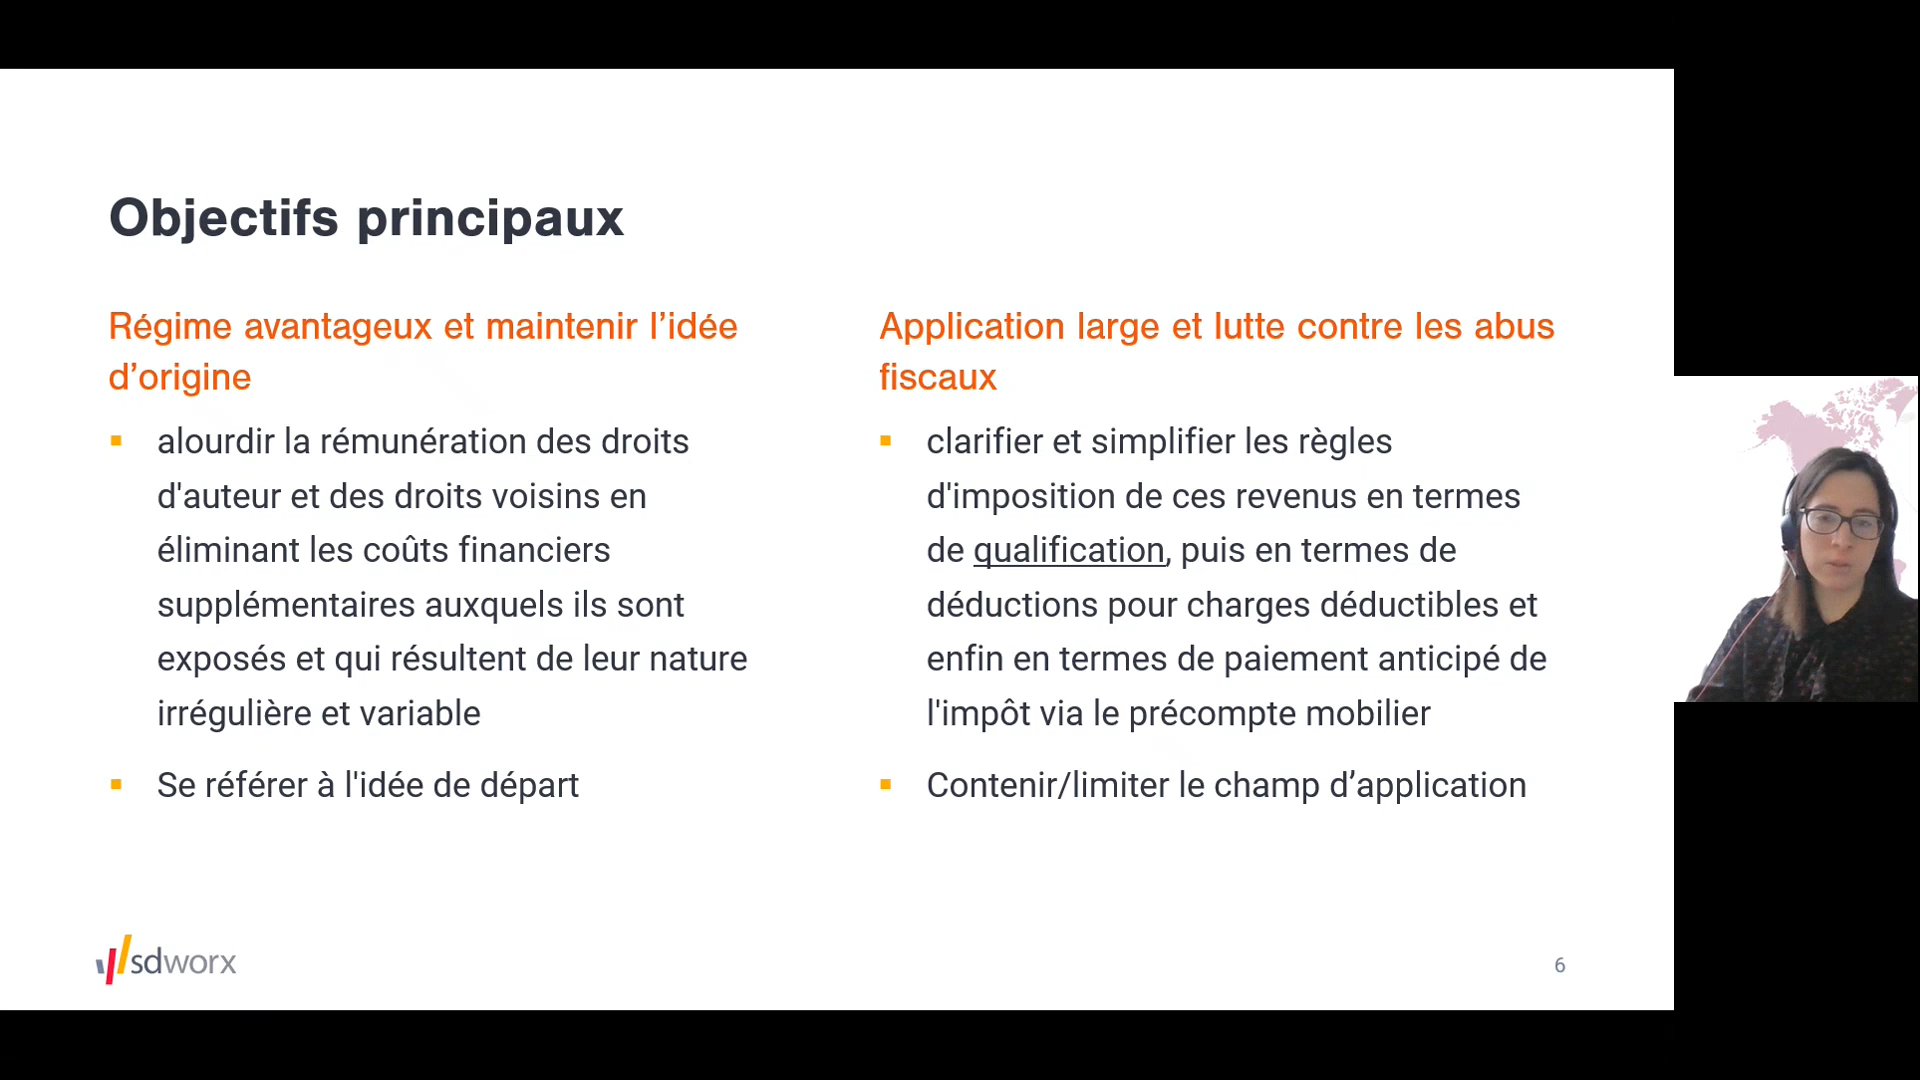 Objectifs principaux
Régime avantageux et maintenir l’idée
d’origine
▪ alourdir la rémunération des droits
d'auteur et des droits voisins en
éliminant les coûts financiers
supplémentaires auxquels ils sont
exposés et qui résultent de leur nature
irrégulière et variable
▪ Se référer à l'idée de départ
Application large et lutte contre les abus
fiscaux
▪ clarifier et simplifier les règles
d'imposition de ces revenus en termes
de qualification, puis en termes de
déductions pour charges déductibles et
enfin en termes de paiement anticipé de
l'impôt via le précompte mobilier
▪ Contenir/limiter le champ d’application
sdworx
6